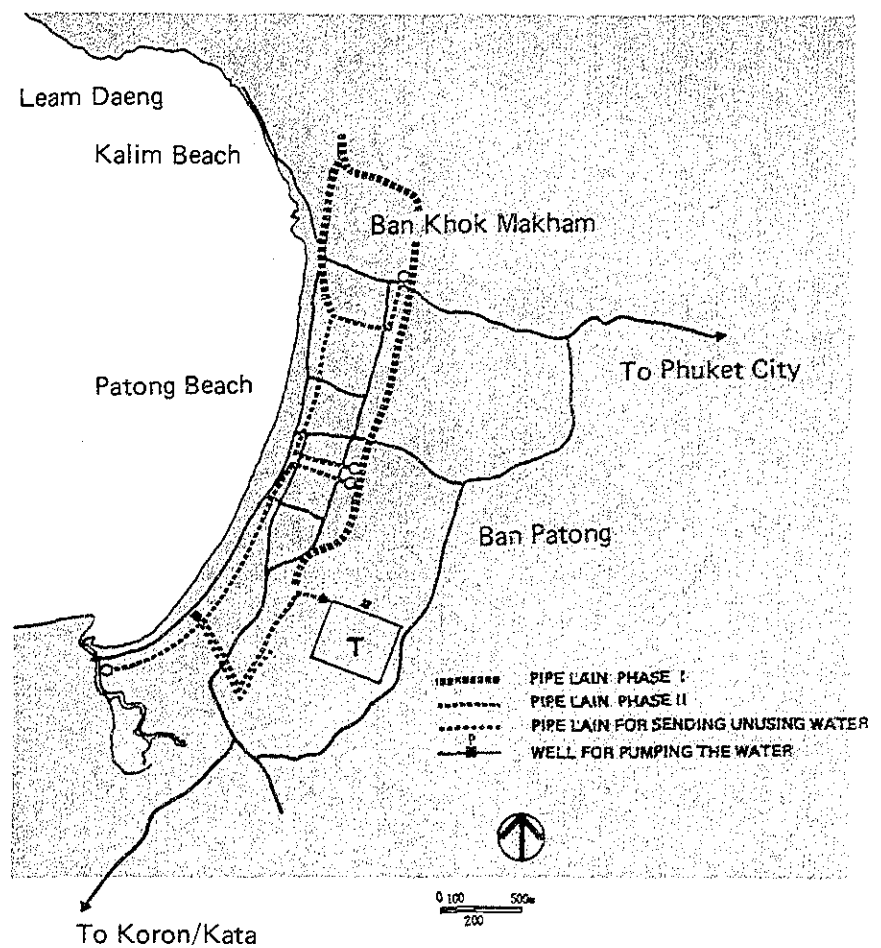 Leam Daeng
Kalim Beach
Ban Khok Makham
To Phuket City
Patong Beach
Ban Patong
T
PIPE LAIN PHASE I
PIPE LAIN PHASE II
PIPE LAIN FOR SENDING UNUSING WATER
P
WELL FOR PUMPING THE WATER
0 100 500m
200
To Koron/Kata